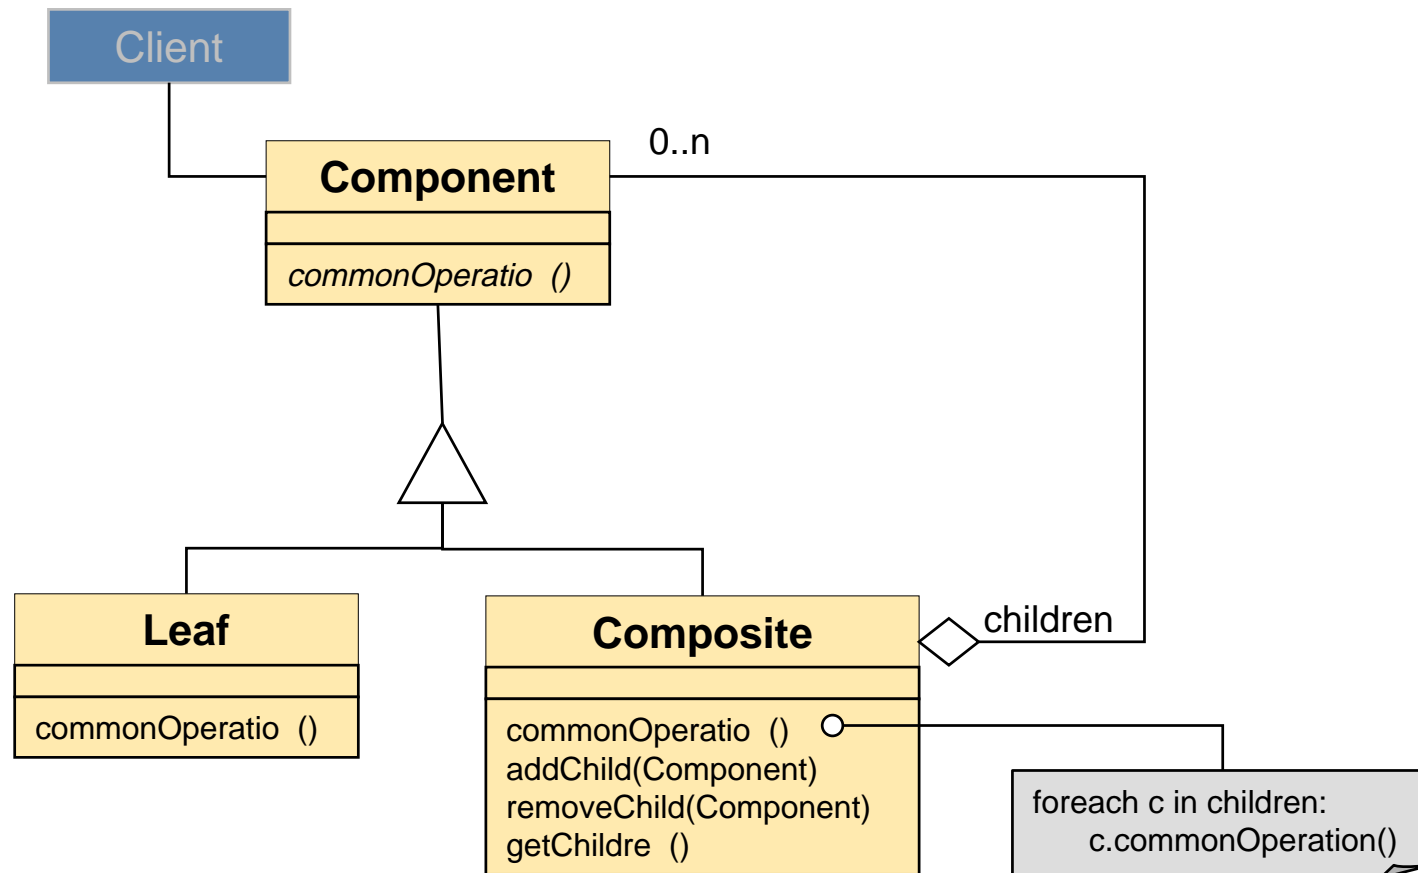 Client
0..n
Component
commonOperatio ()
Leaf
commonOperatio ()
Composite
children
commonOperatio ()
addChild(Component)
removeChild(Component)
getChildre ()
foreach c in children:
c.commonOperation()